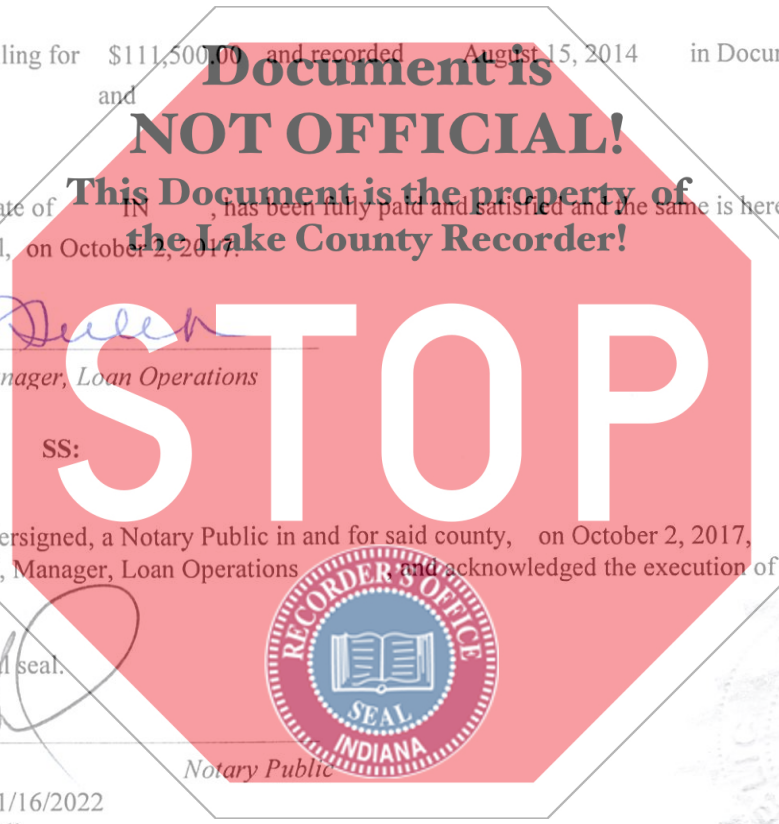 ling for $111,500.00 and recorded August 15, 2014 in Docum
Document is
and
NOT OFFICIAL!
This Document is the property of
ate of IN , has been fully paid and satisfied and the same is here
the Lake County Recorder!
l, on October 2, 2017.
nager, Loan Operations
STOP
SS:
ersigned, a Notary Public in and for said county, on October 2, 2017,
, Manager, Loan Operations , and acknowledged the execution of
RECORDER'S OFFICE
l seal.
SEAL
INDIANA
Notary Public
1/16/2022